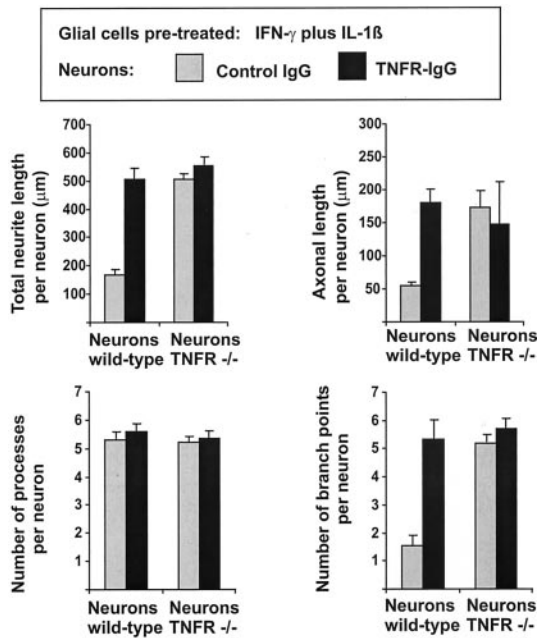 Glial cells pre-treated: IFN-γ plus IL-1ß
Neurons: Control IgG TNFR-IgG
Total neurite length
per neuron (μm)
700
600
500
400
300
200
100
Neurons Neurons
wild-type TNFR -/-
Axonal length
per neuron (μm)
300
250
200
150
100
50
Neurons Neurons
wild-type TNFR -/-
Number of processes
per neuron
7
6
5
4
3
2
1
Neurons Neurons
wild-type TNFR -/-
Number of branch points
per neuron
7
6
5
4
3
2
1
Neurons Neurons
wild-type TNFR -/-